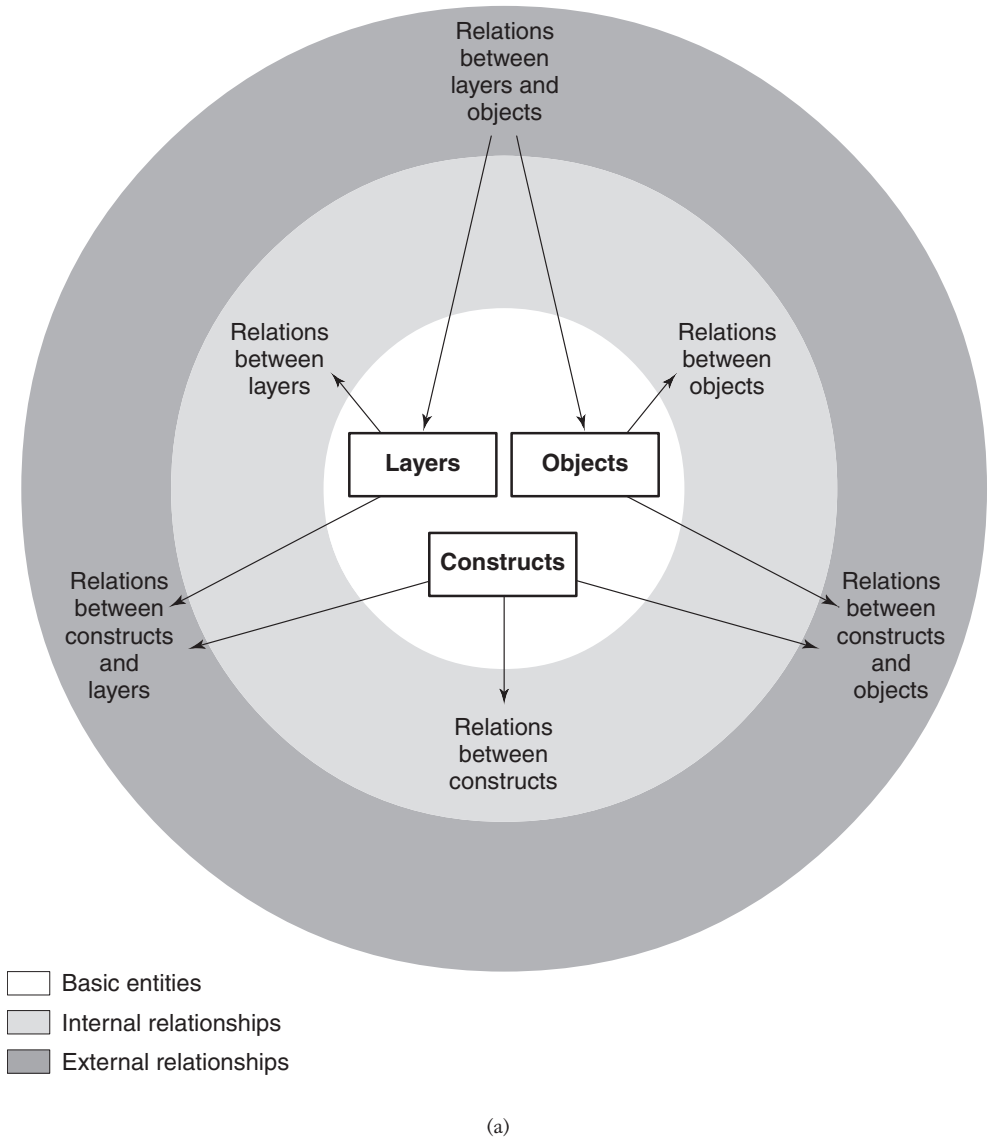 Relations
between
layers and
objects
Relations
between
layers
Relations
between
objects
Layers
Objects
Constructs
Relations
between
constructs
and
layers
Relations
between
constructs
and
objects
Relations
between
constructs
Basic entities
Internal relationships
External relationships
(a)